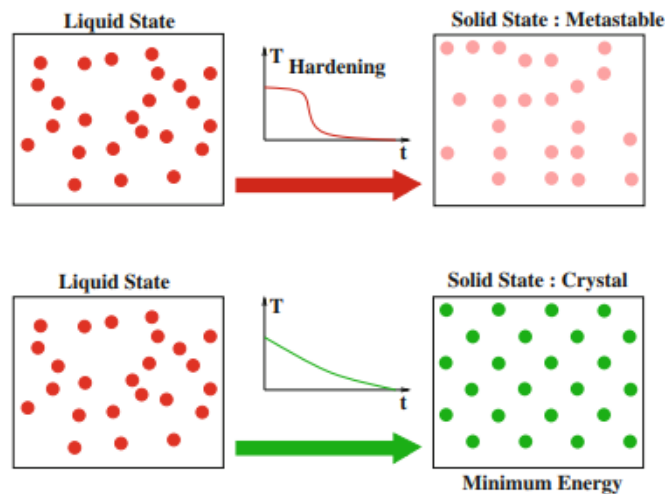 Liquid State
Solid State : Metastable
T
Hardening
t
Liquid State
Solid State : Crystal
T
t
Minimum Energy